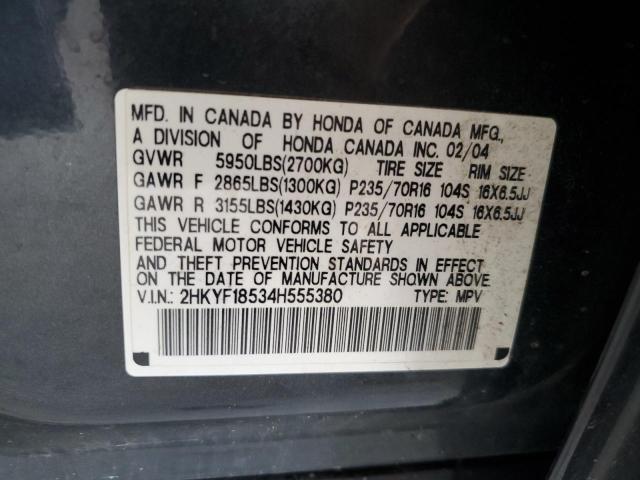 MFD. IN CANADA BY HONDA OF CANADA MFG.,
A DIVISION OF HONDA CANADA INC. 02/04
GVWR 5950LBS(2700KG) TIRE SIZE RIM SIZE
GAWR F 2865LBS(1300KG) P235/70R16 104S 16X6.5JJ
GAWR R 3155LBS(1430KG) P235/70R16 104S 16X6.5JJ
THIS VEHICLE CONFORMS TO ALL APPLICABLE
FEDERAL MOTOR VEHICLE SAFETY
AND THEFT PREVENTION STANDARDS IN EFFECT
ON THE DATE OF MANUFACTURE SHOWN ABOVE.
V.I.N.: 2HKYF18534H555380 TYPE: MPV